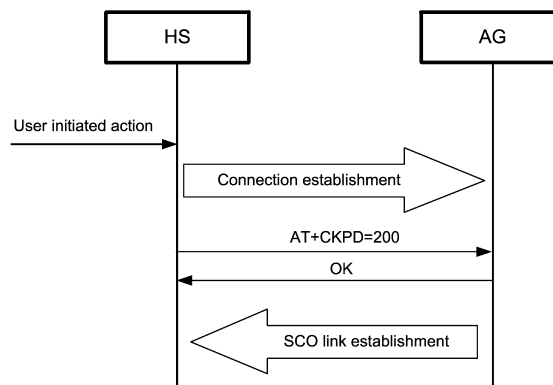 HS
AG
User initiated action
Connection establishment
AT+CKPD=200
OK
SCO link establishment